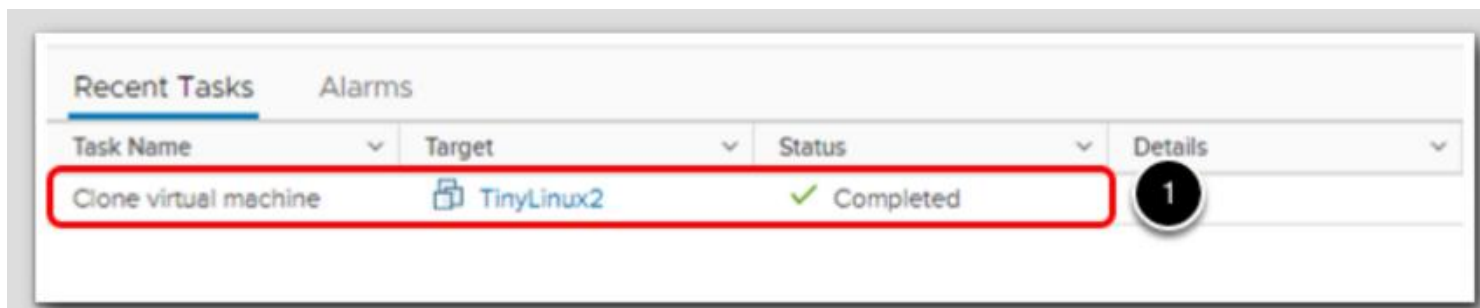 Recent Tasks Alarms
Task Name Target Status Details
Clone virtual machine TinyLinux2 Completed 1